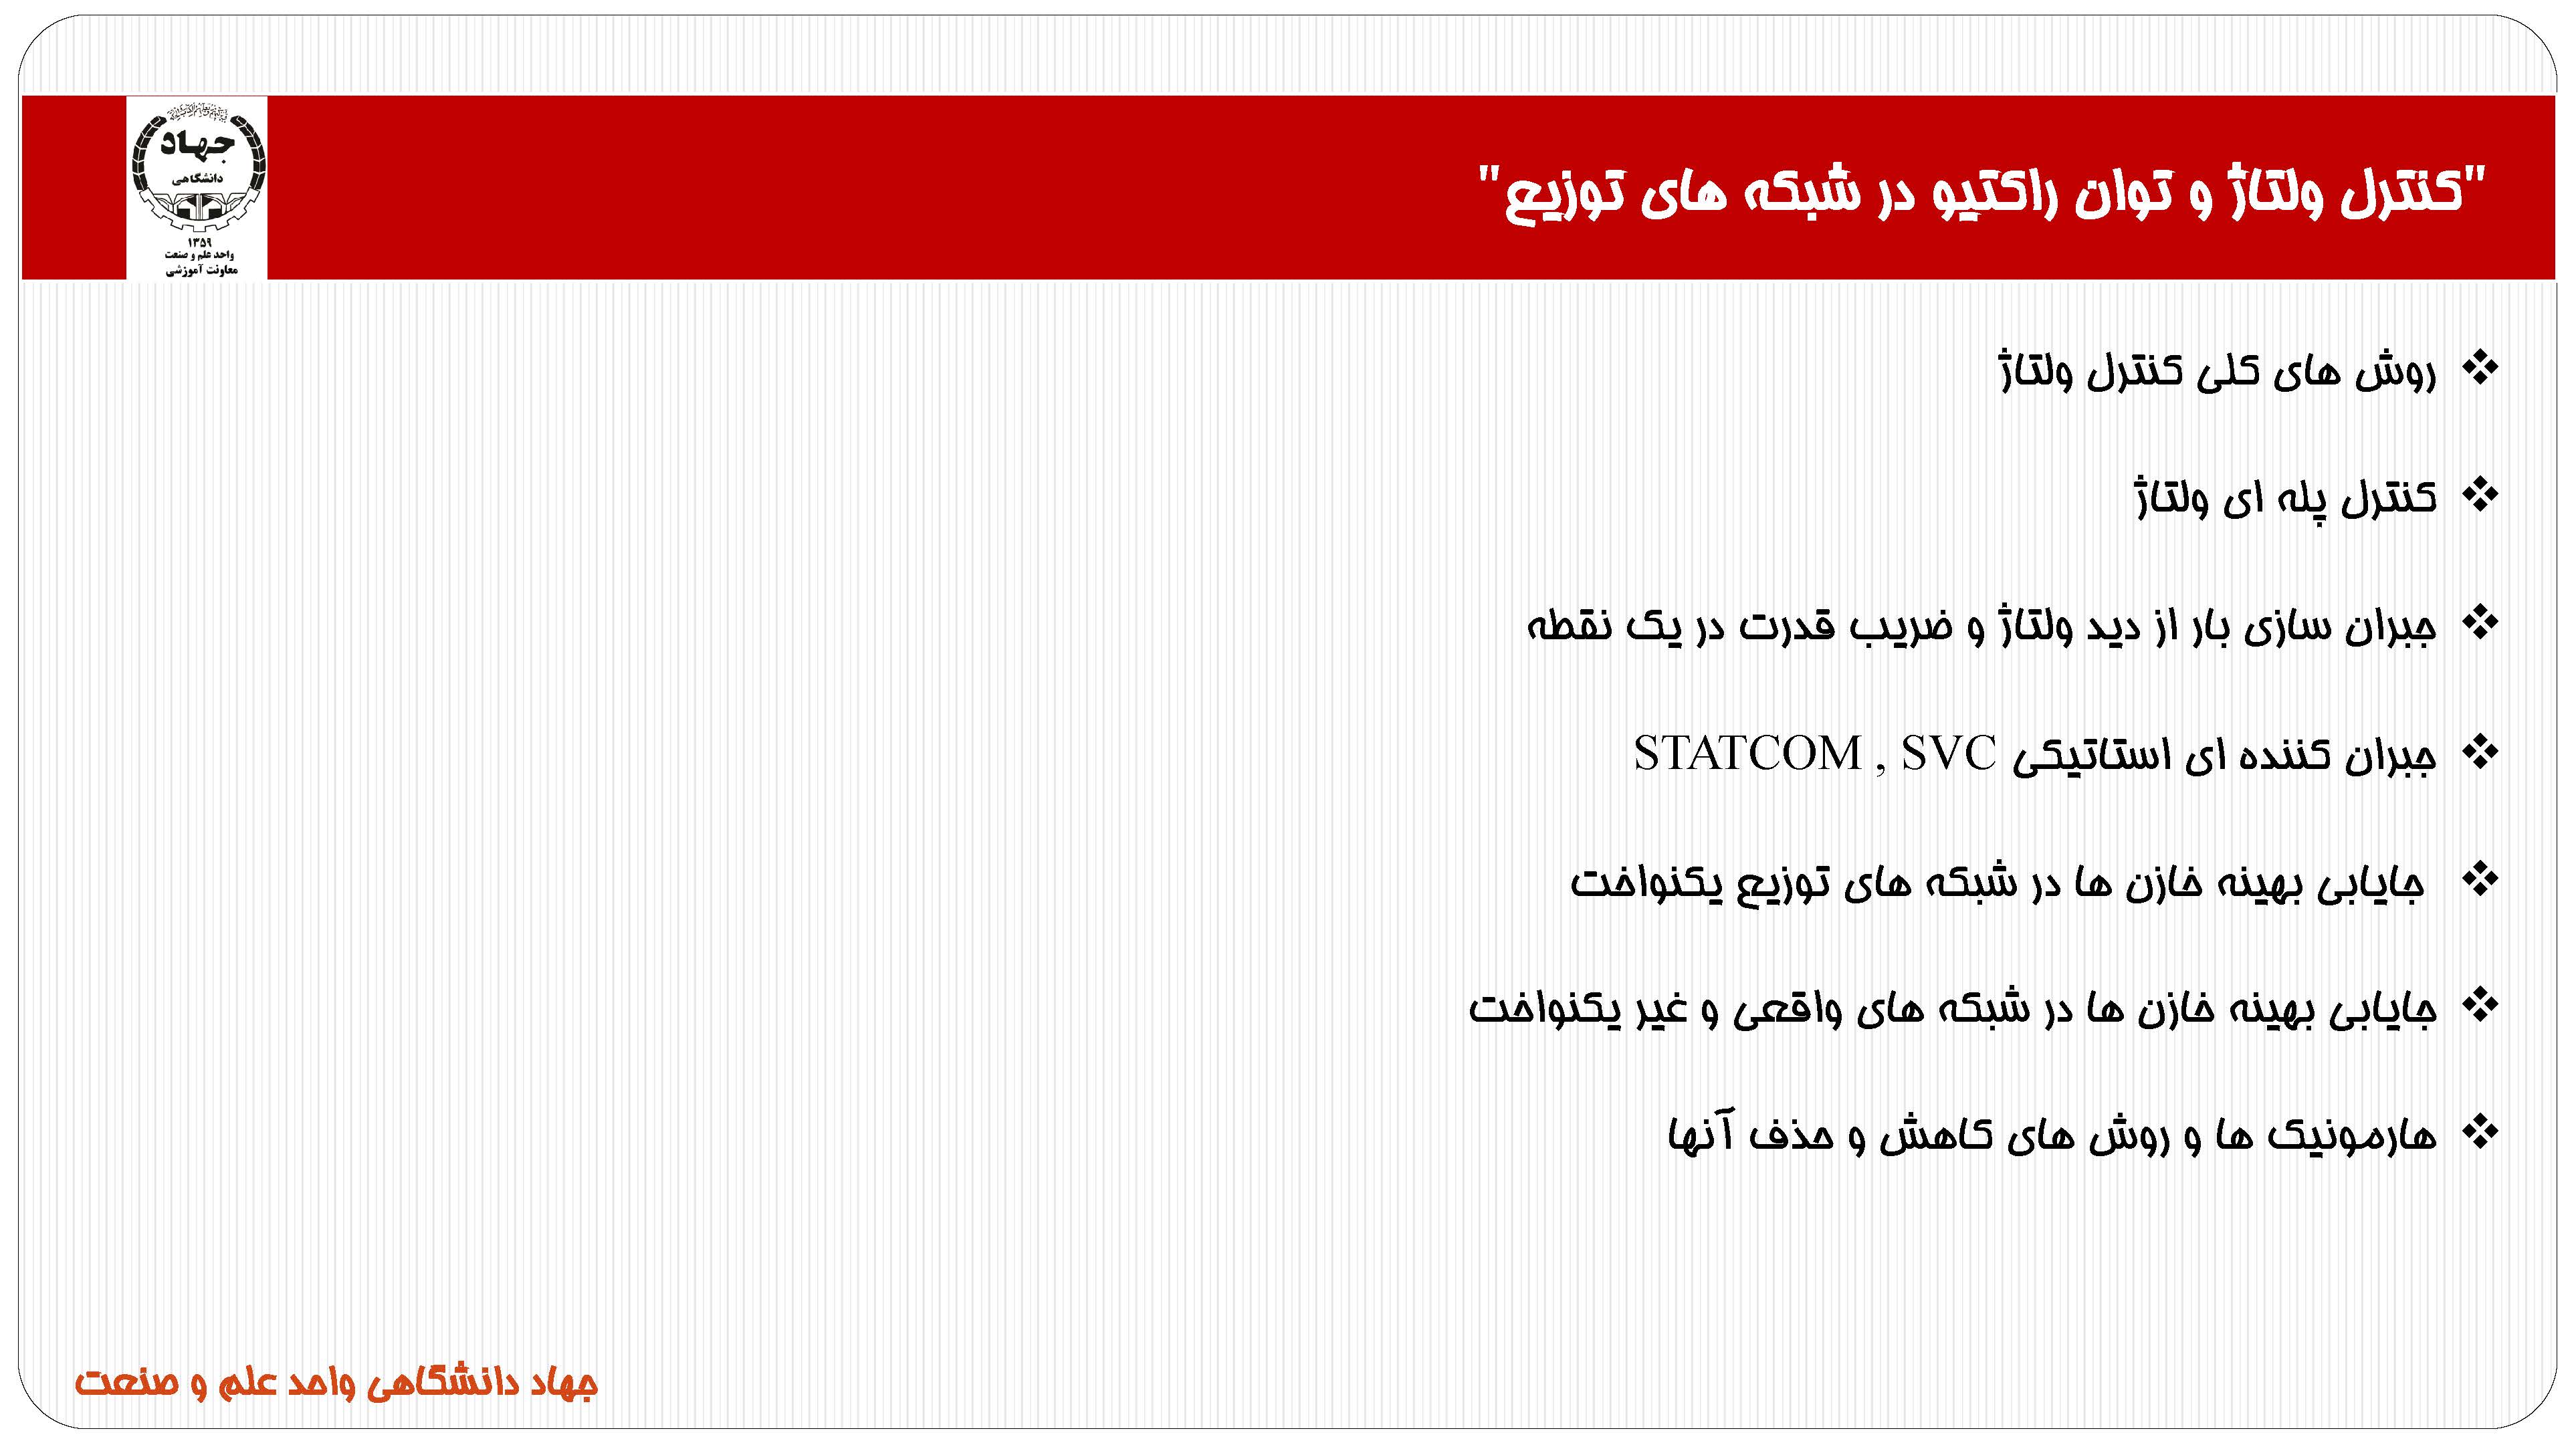 "کنترل ولتاژ و توان راکتیو در شبکه های توزیع"
جهاد
دانشگاهی
۱۳۵۹
واحد علم و صنعت
معاونت آموزشی
روش های کلی کنترل ولتاژ
کنترل پله ای ولتاژ
جبران سازی بار از دید ولتاژ و ضریب قدرت در یک نقطه
جبران کننده ای استاتیکی STATCOM , SVC
جایابی بهینه خازن ها در شبکه های توزیع یکنواخت
جایابی بهینه خازن ها در شبکه های واقعی و غیر یکنواخت
هارمونیک ها و روش های کاهش و حذف آنها
جهاد دانشگاهی واحد علم و صنعت